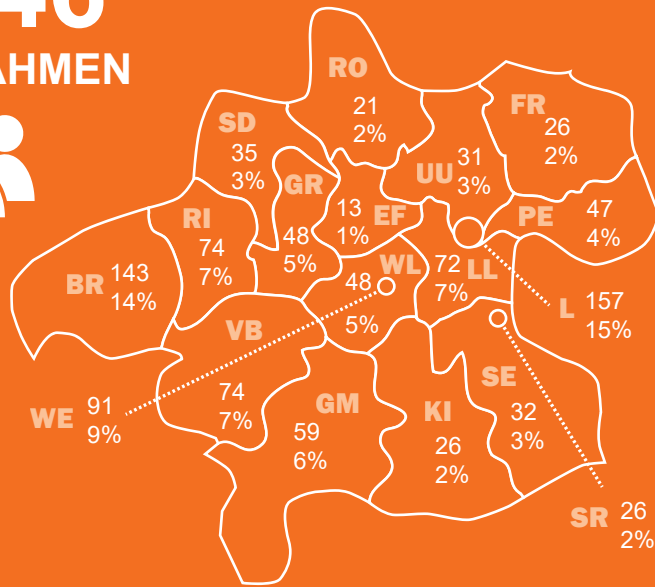 RO
21
2%
FR
26
2%
SD
35
3%
UU 31
3%
GR
48
5%
13
1%
EF
PE 47
4%
RI
74
7%
BR 143
14%
WL
48
5%
72
7%
LL
L 157
15%
VB
74
7%
SE
32
3%
WE 91
9%
GM
59
6%
KI
26
2%
SR 26
2%